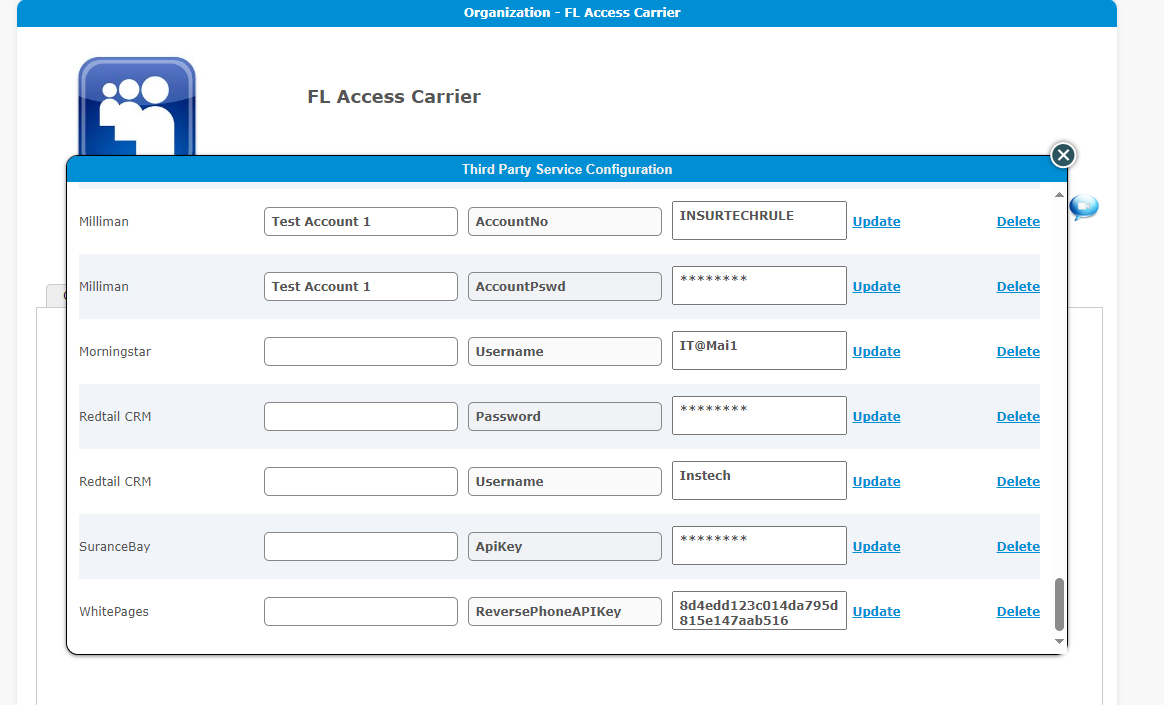 Organization - FL Access Carrier
FL Access Carrier
Third Party Service Configuration
Milliman Test Account 1 AccountNo INSURTECHRULE Update Delete
Milliman Test Account 1 AccountPswd ******** Update Delete
Morningstar Username IT@Mai1 Update Delete
Redtail CRM Password ******** Update Delete
Redtail CRM Username Instech Update Delete
SuranceBay ApiKey ******** Update Delete
WhitePages ReversePhoneAPIKey 8d4edd123c014da795d
815e147aab516 Update Delete